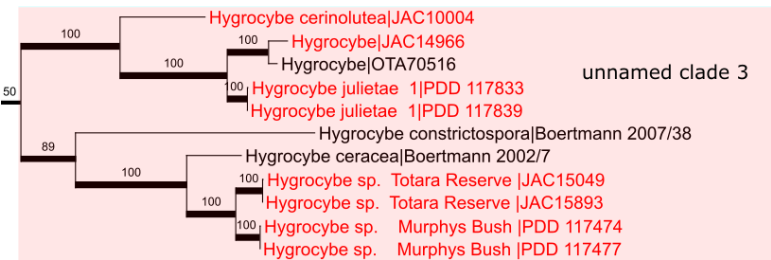 Hygrocybe cerinolutea|JAC10004
100
100
Hygrocybe|JAC14966
100
Hygrocybe|OTA70516
unnamed clade 3
100
Hygrocybe julietae 1|PDD 117833
50
Hygrocybe julietae 1|PDD 117839
Hygrocybe constrictospora|Boertmann 2007/38
89
Hygrocybe ceracea|Boertmann 2002/7
100
100
Hygrocybe sp. Totara Reserve |JAC15049
100
Hygrocybe sp. Totara Reserve |JAC15893
100
Hygrocybe sp. Murphys Bush |PDD 117474
Hygrocybe sp. Murphys Bush |PDD 117477